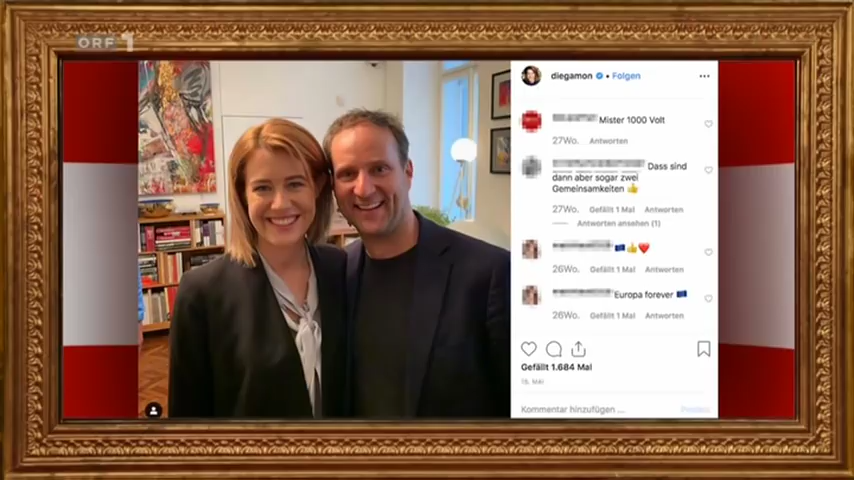 ORF 1
diegamon • Folgen
Mister 1000 Volt
27Wo. Antworten
Dass sind
dann aber sogar zwei
Gemeinsamkeiten 👍
27Wo. Gefällt 1 Mal Antworten
Antworten ansehen (1)
🇪🇺👍❤️
26Wo. Gefällt 1 Mal Antworten
Europa forever 🇪🇺
26Wo. Gefällt 1 Mal Antworten
Gefällt 1.684 Mal
Kommentar hinzufügen ...